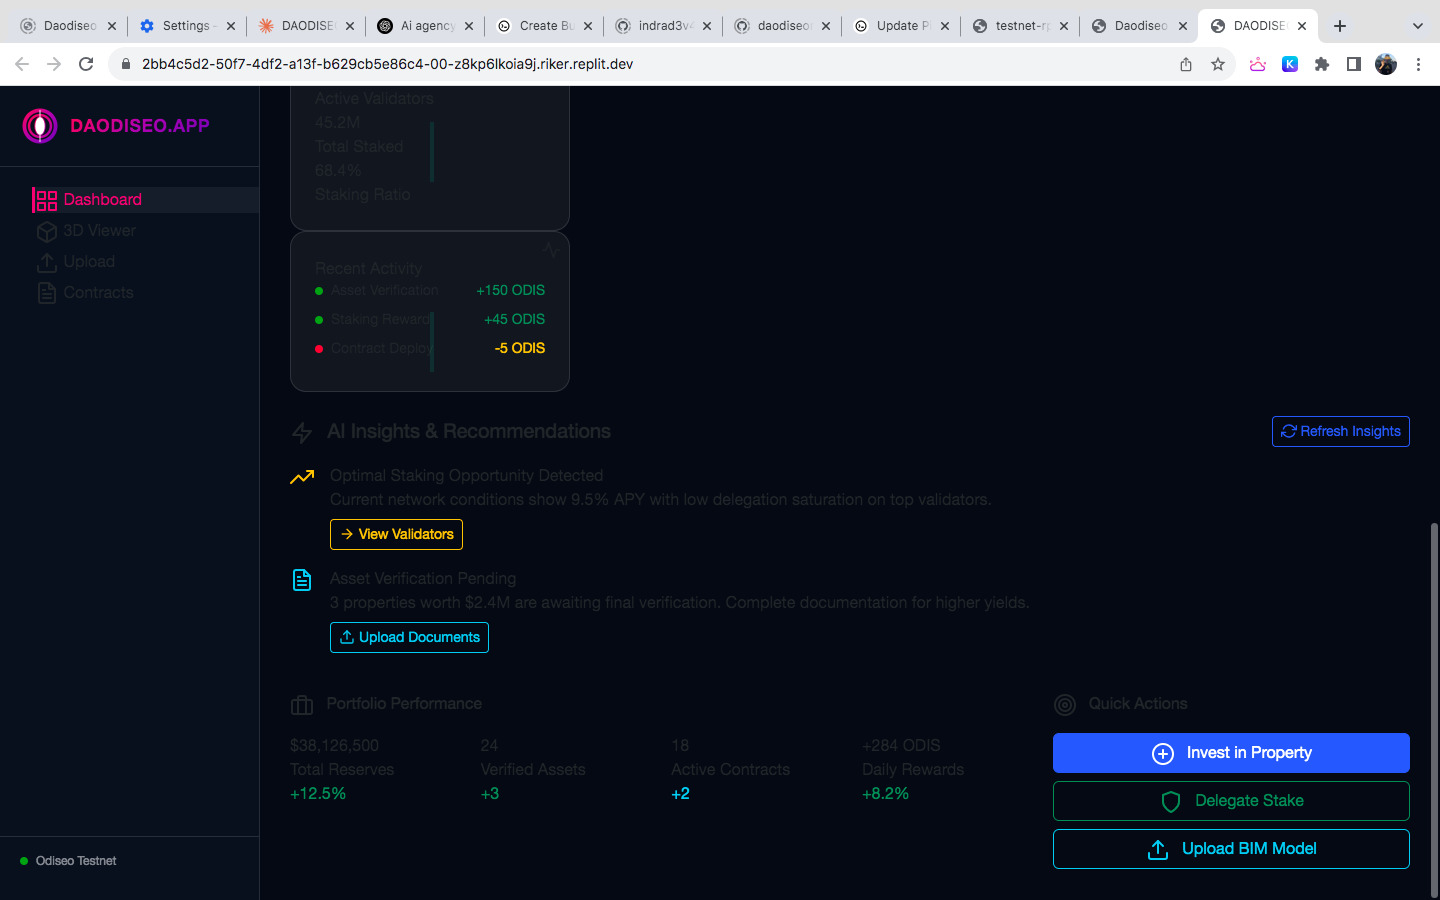 Daodiseo
Settings -
DAODISE
Ai agency
Create Bu
indrad3v4
daodiseo
Update P
testnet-rp
Daodiseo
DAODISEO
2bb4c5d2-50f7-4df2-a13f-b629cb5e86c4-00-z8kp6lkoia9j.riker.replit.dev
DAODISEO.APP
Dashboard
3D Viewer
Upload
Contracts
Odiseo Testnet
Active Validators
45.2M
Total Staked
68.4%
Staking Ratio
Recent Activity
Asset Verification +150 ODIS
Staking Reward +45 ODIS
Contract Deploy -5 ODIS
AI Insights & Recommendations
Refresh Insights
Optimal Staking Opportunity Detected
Current network conditions show 9.5% APY with low delegation saturation on top validators.
View Validators
Asset Verification Pending
3 properties worth $2.4M are awaiting final verification. Complete documentation for higher yields.
Upload Documents
Portfolio Performance
$38,126,500
Total Reserves
+12.5%
24
Verified Assets
+3
18
Active Contracts
+2
+284 ODIS
Daily Rewards
+8.2%
Quick Actions
Invest in Property
Delegate Stake
Upload BIM Model